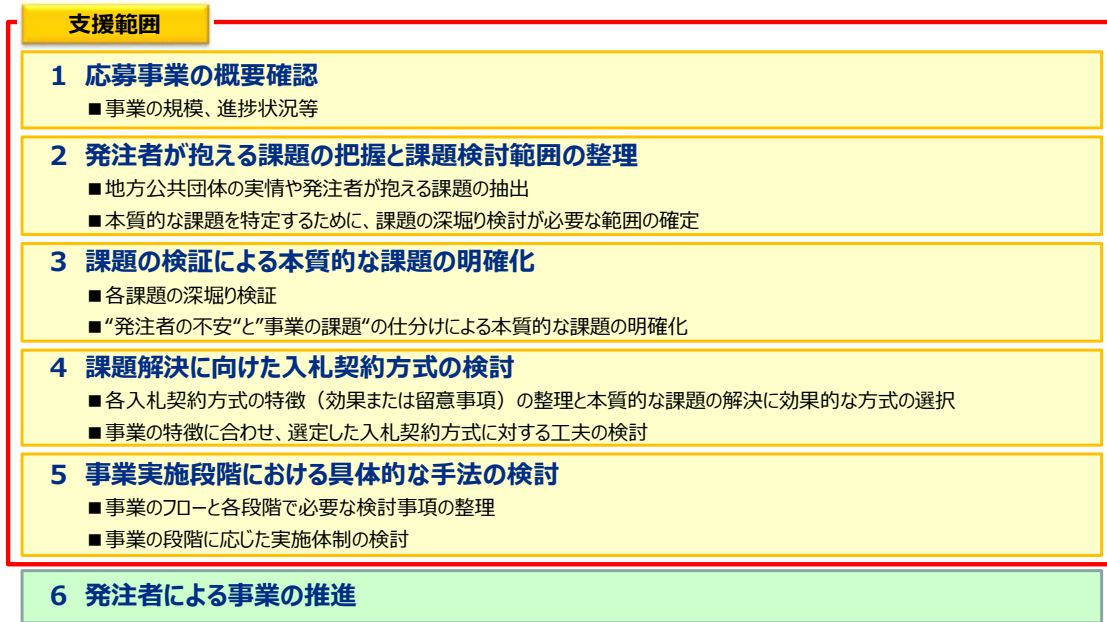 支援範囲
1 応募事業の概要確認
■事業の規模、進捗状況等
2 発注者が抱える課題の把握と課題検討範囲の整理
■地方公共団体の実情や発注者が抱える課題の抽出
■本質的な課題を特定するために、課題の深堀り検討が必要な範囲の確定
3 課題の検証による本質的な課題の明確化
■各課題の深堀り検証
■“発注者の不安“と”事業の課題“の仕分けによる本質的な課題の明確化
4 課題解決に向けた入札契約方式の検討
■各入札契約方式の特徴（効果または留意事項）の整理と本質的な課題の解決に効果的な方式の選択
■事業の特徴に合わせ、選定した入札契約方式に対する工夫の検討
5 事業実施段階における具体的な手法の検討
■事業のフローと各段階で必要な検討事項の整理
■事業の段階に応じた実施体制の検討
6 発注者による事業の推進